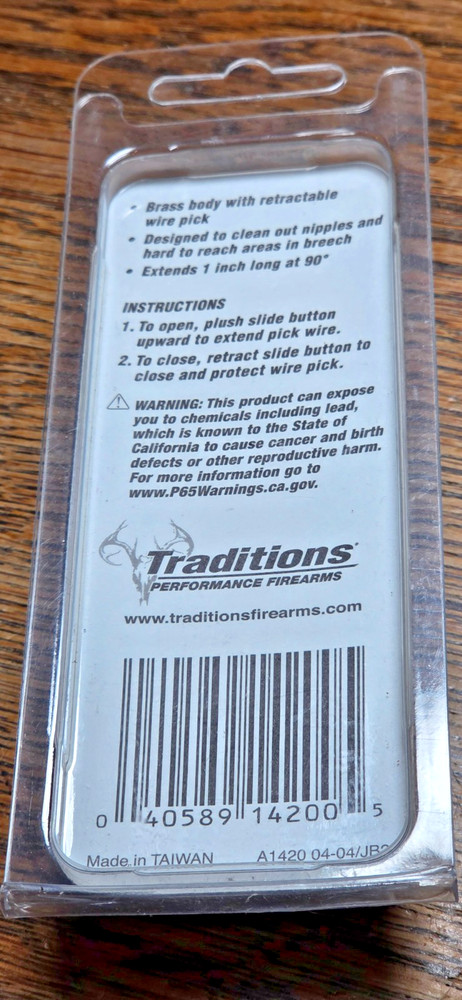 • Brass body with retractable
wire pick
• Designed to clean out nipples and
hard to reach areas in breech
• Extends 1 inch long at 90°
INSTRUCTIONS
1. To open, plush slide button
upward to extend pick wire.
2. To close, retract slide button to
close and protect wire pick.
⚠ WARNING: This product can expose
you to chemicals including lead,
which is known to the State of
California to cause cancer and birth
defects or other reproductive harm.
For more information go to
www.P65Warnings.ca.gov.
Traditions®
PERFORMANCE FIREARMS
www.traditionsfirearms.com
0 40589 14200 5
Made in TAIWAN A1420 04-04/JB